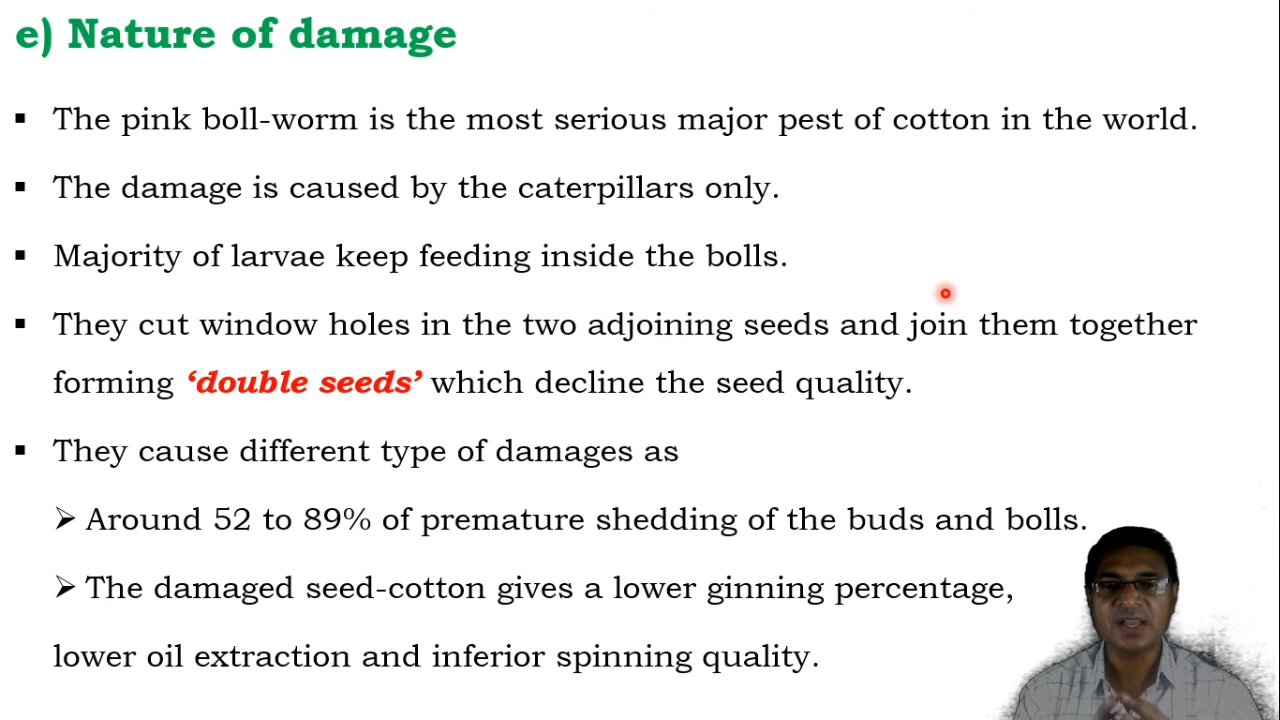 e) Nature of damage
▪ The pink boll-worm is the most serious major pest of cotton in the world.
▪ The damage is caused by the caterpillars only.
▪ Majority of larvae keep feeding inside the bolls.
▪ They cut window holes in the two adjoining seeds and join them together
forming ‘double seeds’ which decline the seed quality.
▪ They cause different type of damages as
➢ Around 52 to 89% of premature shedding of the buds and bolls.
➢ The damaged seed-cotton gives a lower ginning percentage,
lower oil extraction and inferior spinning quality.